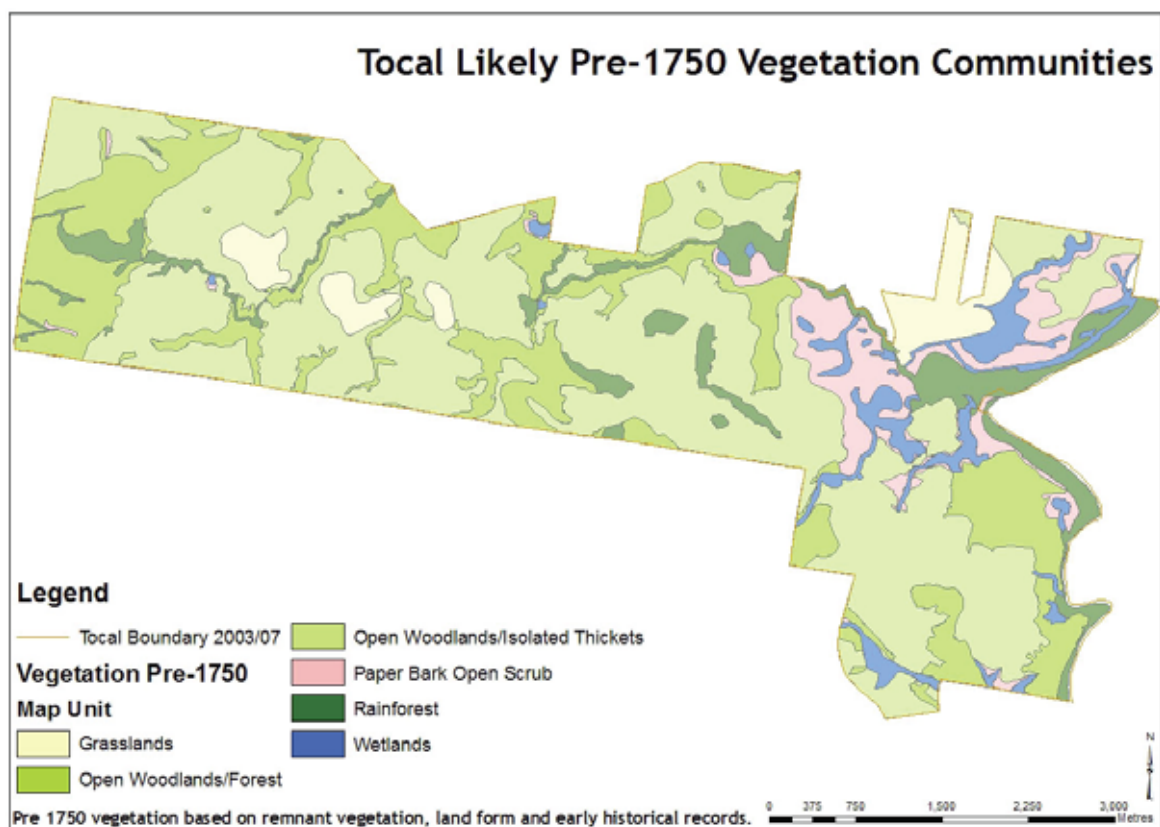 Tocal Likely Pre-1750 Vegetation Communities
Legend
Tocal Boundary 2003/07
Vegetation Pre-1750
Map Unit
Grasslands
Open Woodlands/Forest
Open Woodlands/Isolated Thickets
Paper Bark Open Scrub
Rainforest
Wetlands
N
0 375 750 1,500 2,250 3,000
Metres
Pre 1750 vegetation based on remnant vegetation, land form and early historical records.